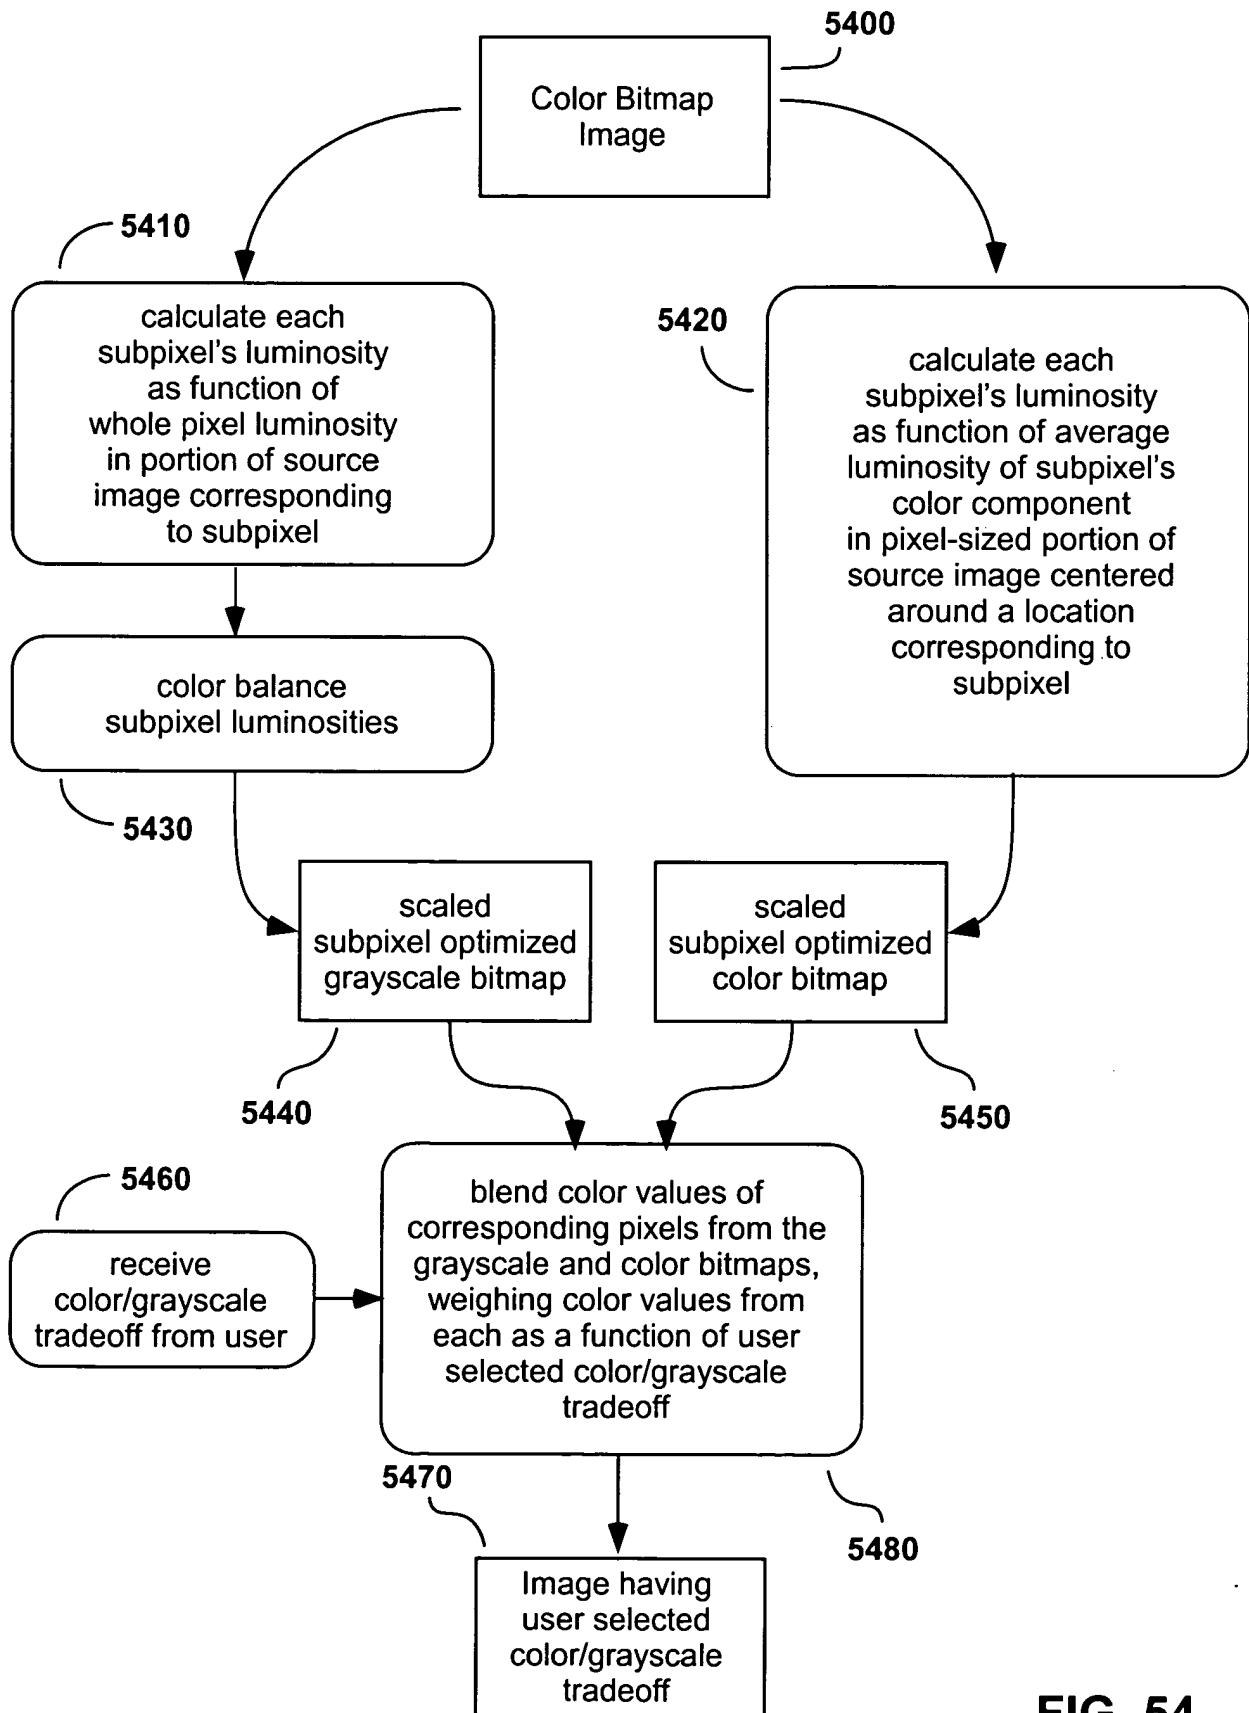 5400
Color Bitmap
Image
5410
calculate each
subpixel's luminosity
as function of
whole pixel luminosity
in portion of source
image corresponding
to subpixel
5420
calculate each
subpixel's luminosity
as function of average
luminosity of subpixel's
color component
in pixel-sized portion of
source image centered
around a location
corresponding to
subpixel
color balance
subpixel luminosities
5430
scaled
subpixel optimized
grayscale bitmap
scaled
subpixel optimized
color bitmap
5440
5450
5460
receive
color/grayscale
tradeoff from user
blend color values of
corresponding pixels from the
grayscale and color bitmaps,
weighing color values from
each as a function of user
selected color/grayscale
tradeoff
5470
5480
Image having
user selected
color/grayscale
tradeoff
FIG. 54